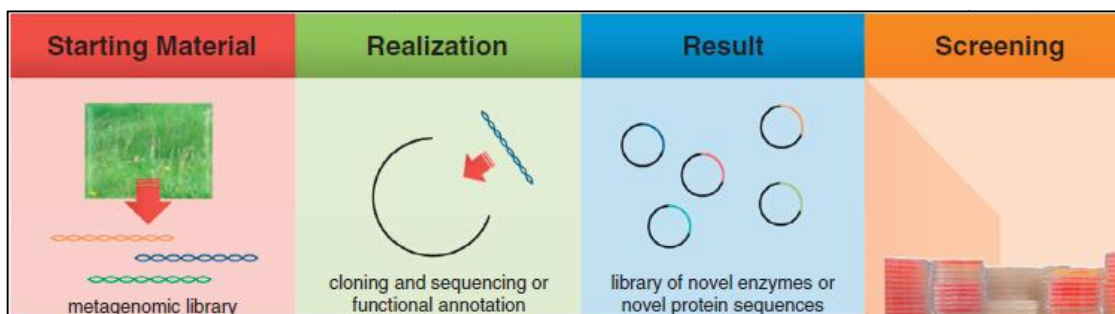 Starting Material
Realization
Result
Screening
metagenomic library
cloning and sequencing or
functional annotation
library of novel enzymes or
novel protein sequences